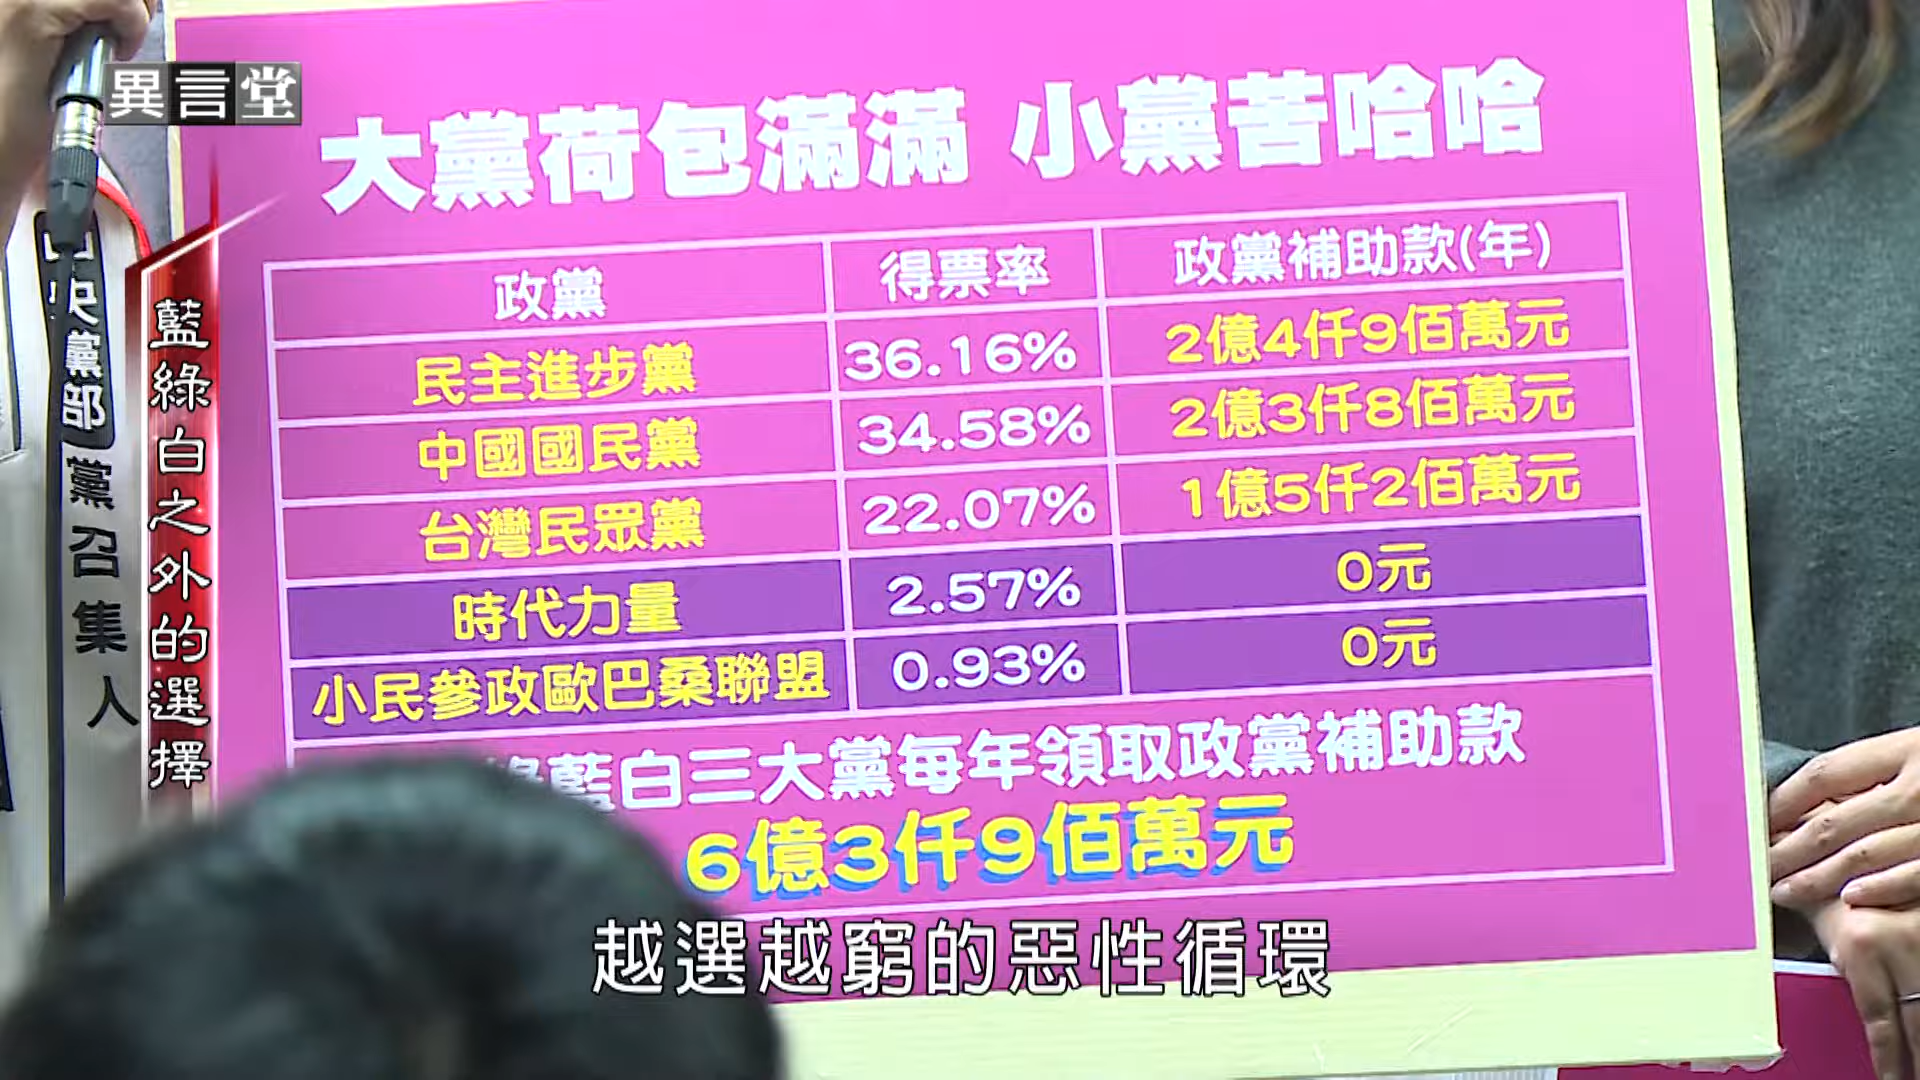 異言堂
大黨荷包滿滿 小黨苦哈哈
政黨 得票率 政黨補助款(年)
民主進步黨 36.16% 2億4仟9佰萬元
中國國民黨 34.58% 2億3仟8佰萬元
台灣民眾黨 22.07% 1億5仟2佰萬元
時代力量 2.57% 0元
小民參政歐巴桑聯盟 0.93% 0元
綠藍白三大黨每年領取政黨補助款
6億3仟9佰萬元
藍綠白之外的選擇
央黨部
黨召集人
越選越窮的惡性循環